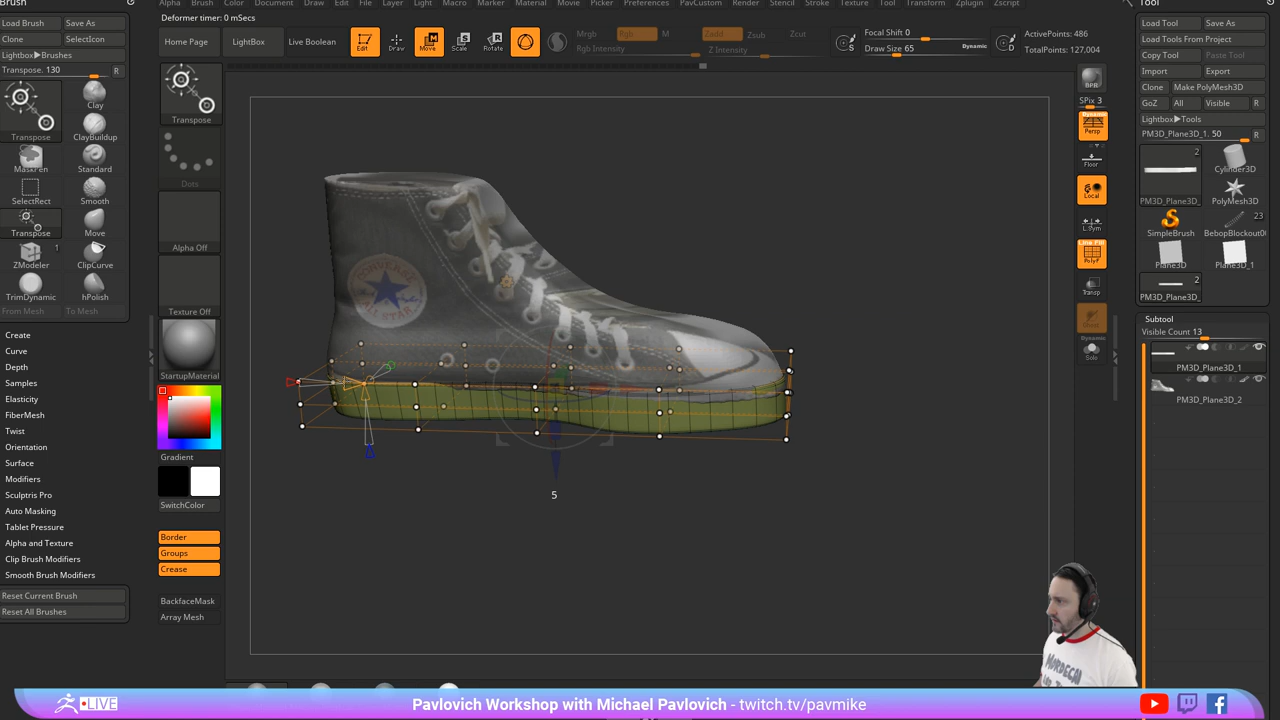 Brush
Alpha Brush Color Document Draw Edit File Layer Light Macro Marker Material Movie Picker Preferences PavCustom Render Stencil Stroke Texture Tool Transform Zplugin Zscript
Tool
Deformer timer: 0 mSecs
Load Brush Save As
Clone SelectIcon
Lightbox▶Brushes
Transpose. 130 R
Transpose
Clay
ClayBuildup
MaskPen Standard
SelectRect Smooth
Transpose Move
1
ZModeler ClipCurve
TrimDynamic hPolish
From Mesh To Mesh
Create
Curve
Depth
Samples
Elasticity
FiberMesh
Twist
Orientation
Surface
Modifiers
Sculptris Pro
Auto Masking
Tablet Pressure
Alpha and Texture
Clip Brush Modifiers
Smooth Brush Modifiers
Reset Current Brush
Reset All Brushes
Home Page LightBox Live Boolean
Edit Draw Move Scale Rotate
Mrgb Rgb M
Rgb Intensity
Zadd Zsub Zcut
Z Intensity
S
Focal Shift 0
Draw Size 65 Dynamic
D
ActivePoints: 486
TotalPoints: 127,004
Transpose
Dots
Alpha Off
Texture Off
StartupMaterial
Gradient
SwitchColor
Border
Groups
Crease
BackfaceMask
Array Mesh
CONVERSE
ALL STAR
5
BPR
SPix 3
Dynamic
Persp
Floor
Local
L.Sym
Line Fill
PolyF
Transp
Ghost
Dynamic
Solo
Load Tool Save As
Load Tools From Project
Copy Tool Paste Tool
Import Export
Clone Make PolyMesh3D
GoZ All Visible R
Lightbox▶Tools
PM3D_Plane3D_1. 50 R
2
Cylinder3D
PM3D_Plane3D_ PolyMesh3D
23
SimpleBrush BebopBlockout0
Plane3D Plane3D_1
2
PM3D_Plane3D_
Subtool
Visible Count 13
PM3D_Plane3D_1
PM3D_Plane3D_2
MORDECAI
LIVE
Pavlovich Workshop with Michael Pavlovich - twitch.tv/pavmike